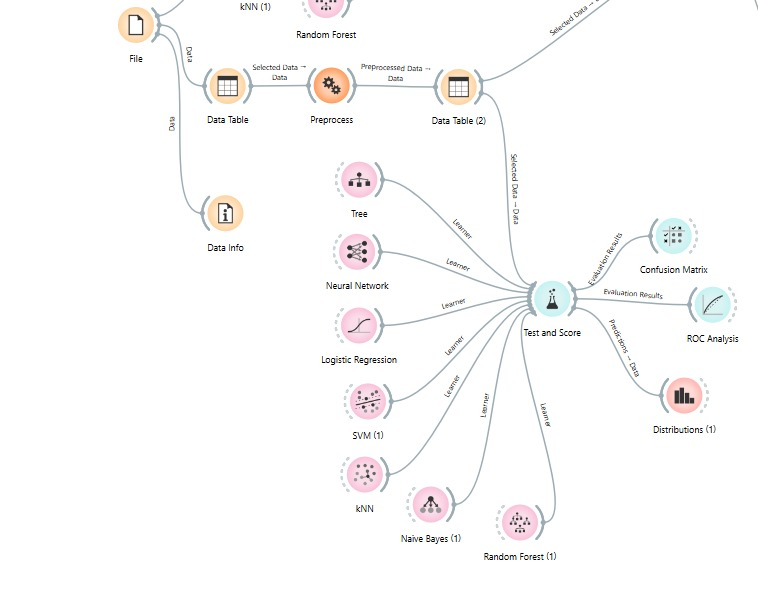 kNN (1)
Random Forest
Selected Data →
File
Data
Selected Data →
Data
Preprocessed Data →
Data
Data Table
Preprocess
Data Table (2)
Data
Data Info
Selected Data → Data
Tree
Learner
Neural Network
Learner
Logistic Regression
Learner
SVM (1)
Learner
kNN
Learner
Naive Bayes (1)
Learner
Random Forest (1)
Learner
Test and Score
Evaluation Results
Confusion Matrix
Evaluation Results
ROC Analysis
Predictions → Data
Distributions (1)